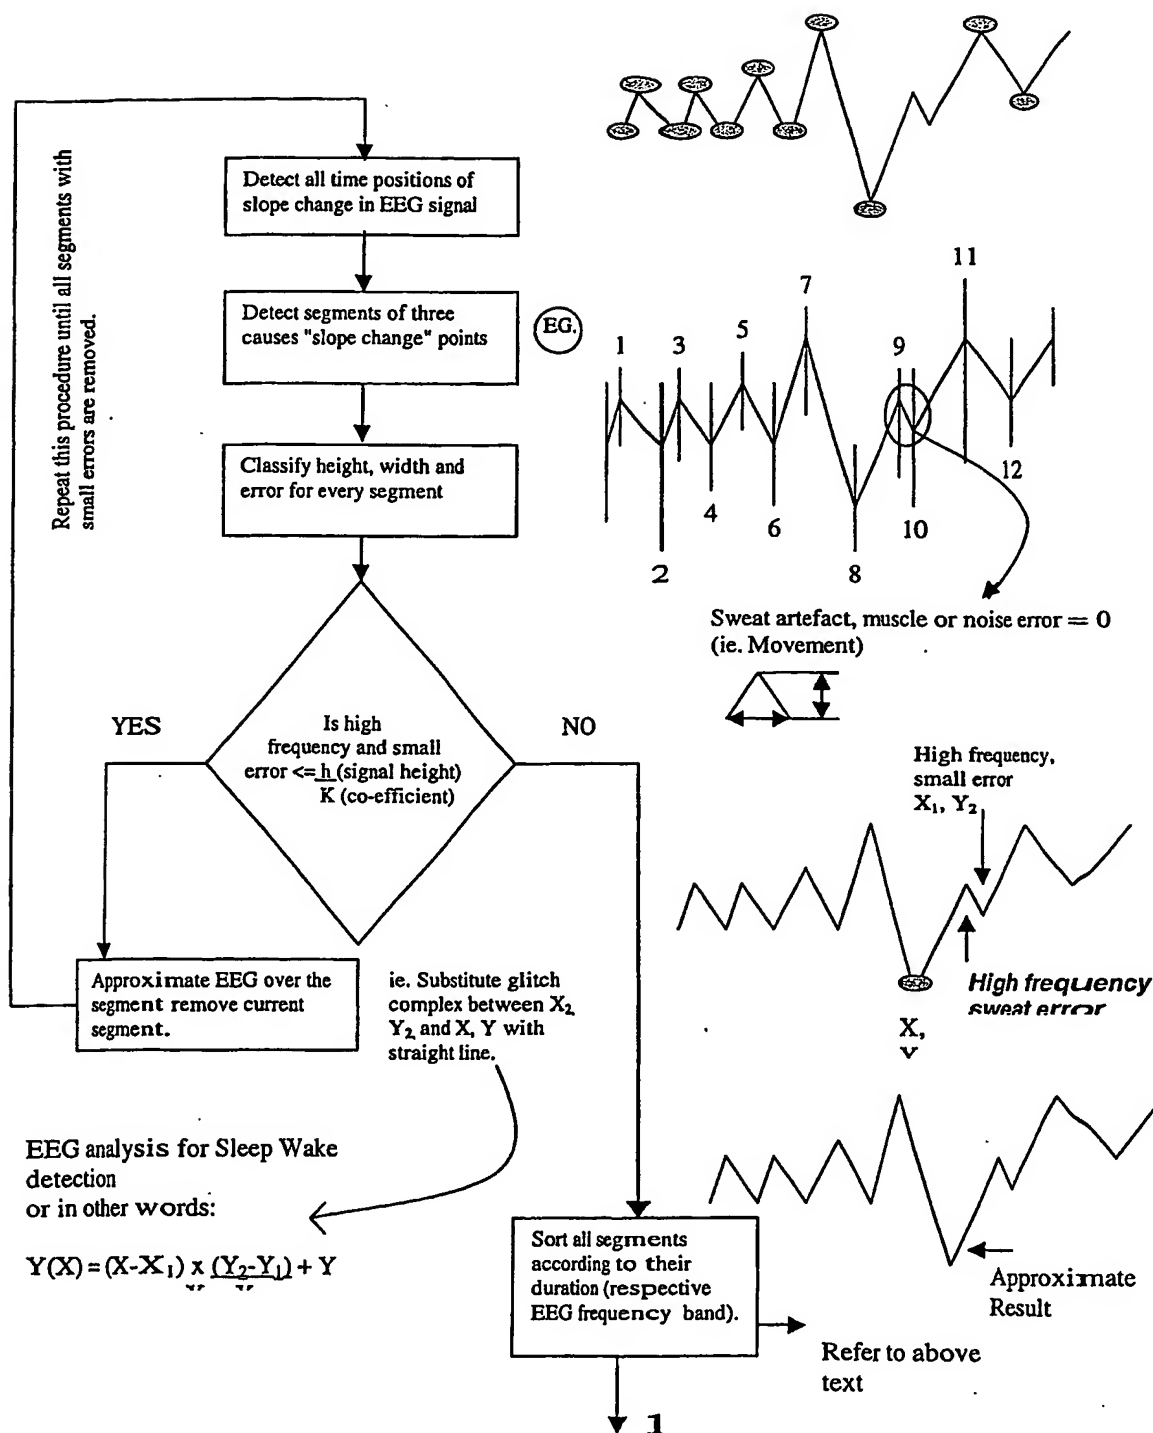 Repeat this procedure until all segments with
small errors are removed.
Detect all time positions of
slope change in EEG signal
Detect segments of three
causes "slope change" points
EG.
Classify height, width and
error for every segment
YES
Is high
frequency and small
error <= h (signal height)
K (co-efficient)
NO
Approximate EEG over the
segment remove current
segment.
ie. Substitute glitch
complex between X2,
Y2 and X, Y with
straight line.
EEG analysis for Sleep Wake
detection
or in other words:
Y(X) = (X-X1) x (Y2-Y1) + Y
Sort all segments
according to their
duration (respective
EEG frequency band).
Refer to above
text
1
1
2
3
4
5
6
7
8
9
10
11
12
Sweat artefact, muscle or noise error = 0
(ie. Movement)
High frequency,
small error
X1, Y2
High frequency
sweat error
X,
Approximate
Result